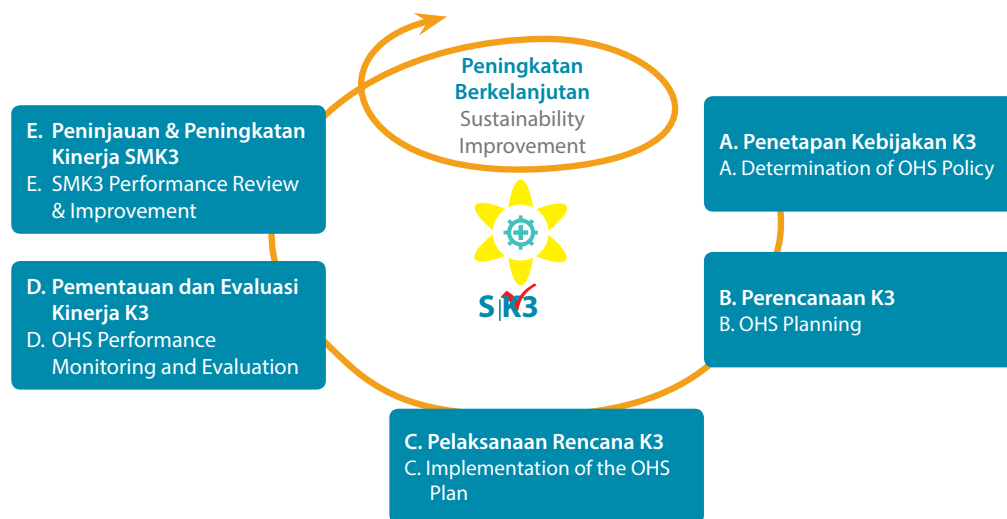 Peningkatan
Berkelanjutan
Sustainability
Improvement
A. Penetapan Kebijakan K3
A. Determination of OHS Policy
B. Perencanaan K3
B. OHS Planning
C. Pelaksanaan Rencana K3
C. Implementation of the OHS
Plan
D. Pementauan dan Evaluasi
Kinerja K3
D. OHS Performance
Monitoring and Evaluation
E. Peninjauan & Peningkatan
Kinerja SMK3
E. SMK3 Performance Review
& Improvement